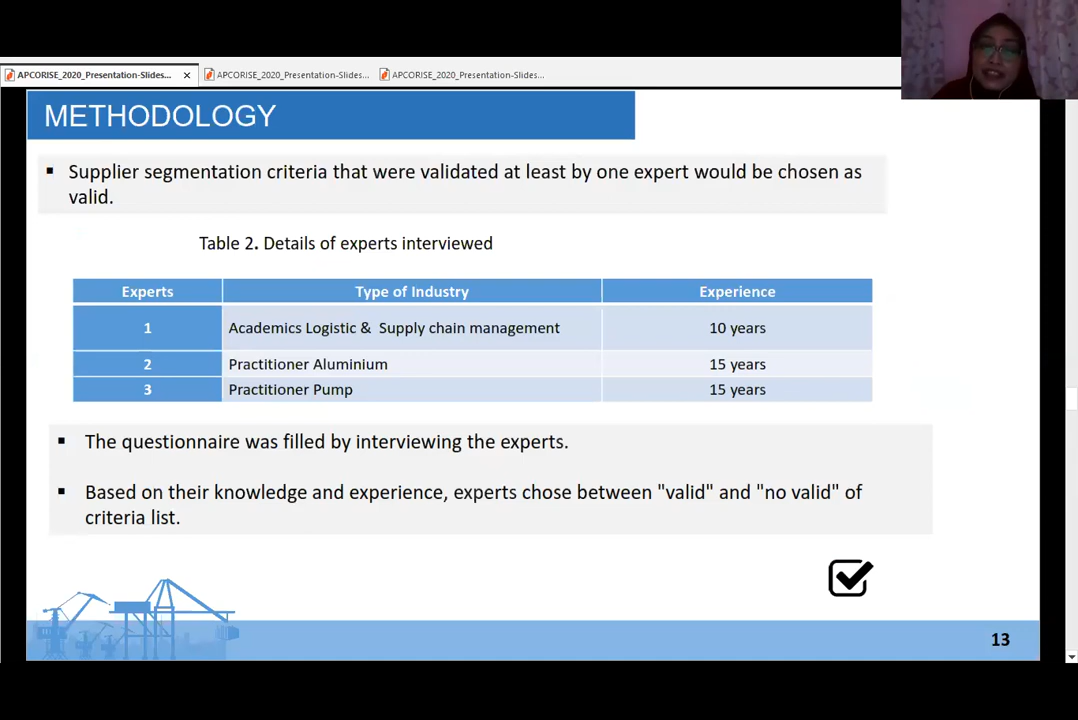 APCORISE_2020_Presentation-Slides... × APCORISE_2020_Presentation-Slides... APCORISE_2020_Presentation-Slides...
METHODOLOGY
▪ Supplier segmentation criteria that were validated at least by one expert would be chosen as
valid.
Table 2. Details of experts interviewed
Experts Type of Industry Experience
1 Academics Logistic & Supply chain management 10 years
2 Practitioner Aluminium 15 years
3 Practitioner Pump 15 years
▪ The questionnaire was filled by interviewing the experts.
▪ Based on their knowledge and experience, experts chose between "valid" and "no valid" of
criteria list.
13